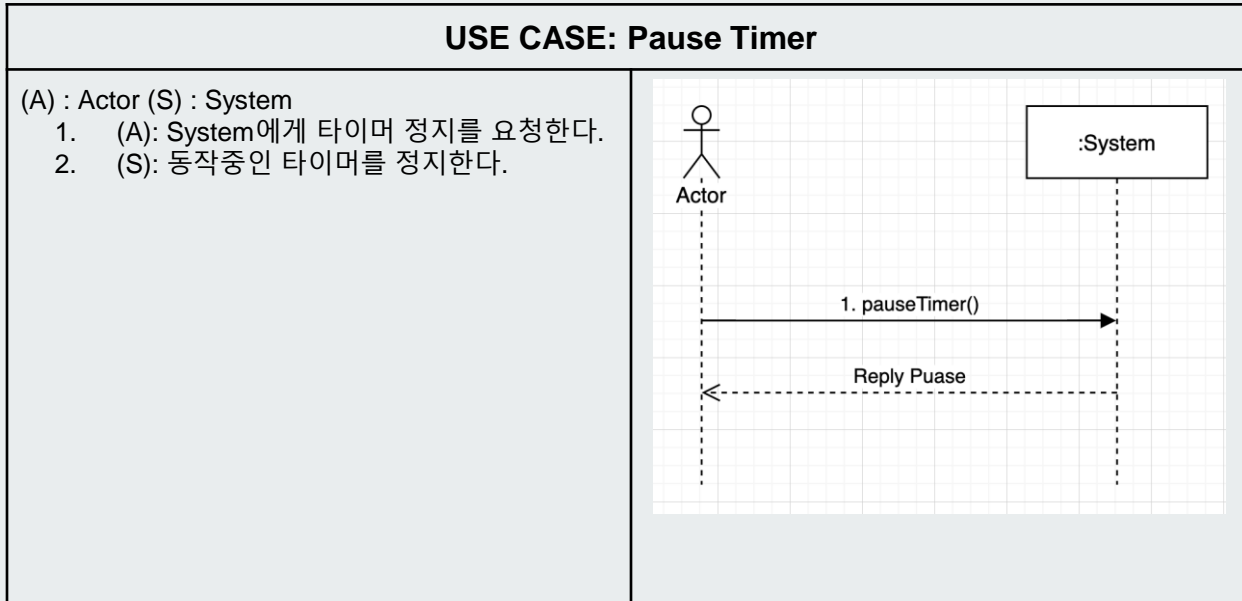 USE CASE: Pause Timer
(A) : Actor (S) : System
1. (A): System에게 타이머 정지를 요청한다.
2. (S): 동작중인 타이머를 정지한다.
Actor
:System
1. pauseTimer()
Reply Puase